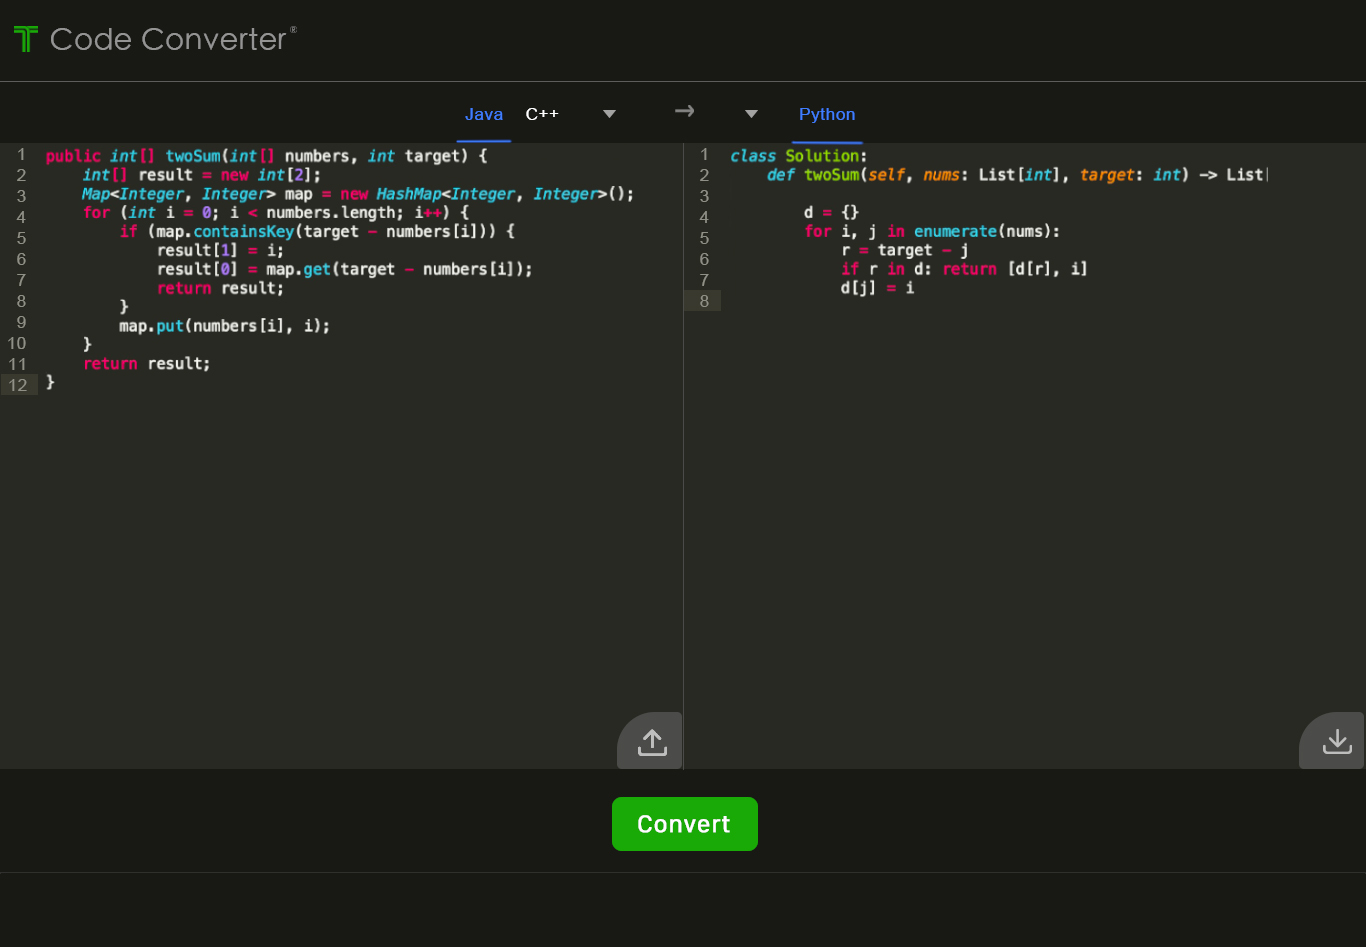 Code Converter®
Java C++ → Python
1 public int[] twoSum(int[] numbers, int target) {
2 int[] result = new int[2];
3 Map<Integer, Integer> map = new HashMap<Integer, Integer>();
4 for (int i = 0; i < numbers.length; i++) {
5 if (map.containsKey(target - numbers[i])) {
6 result[1] = i;
7 result[0] = map.get(target - numbers[i]);
8 return result;
9 }
10 map.put(numbers[i], i);
11 }
12 return result;
}
1 class Solution:
2 def twoSum(self, nums: List[int], target: int) -> List
3
4 d = {}
5 for i, j in enumerate(nums):
6 r = target - j
7 if r in d: return [d[r], i]
8 d[j] = i
Convert